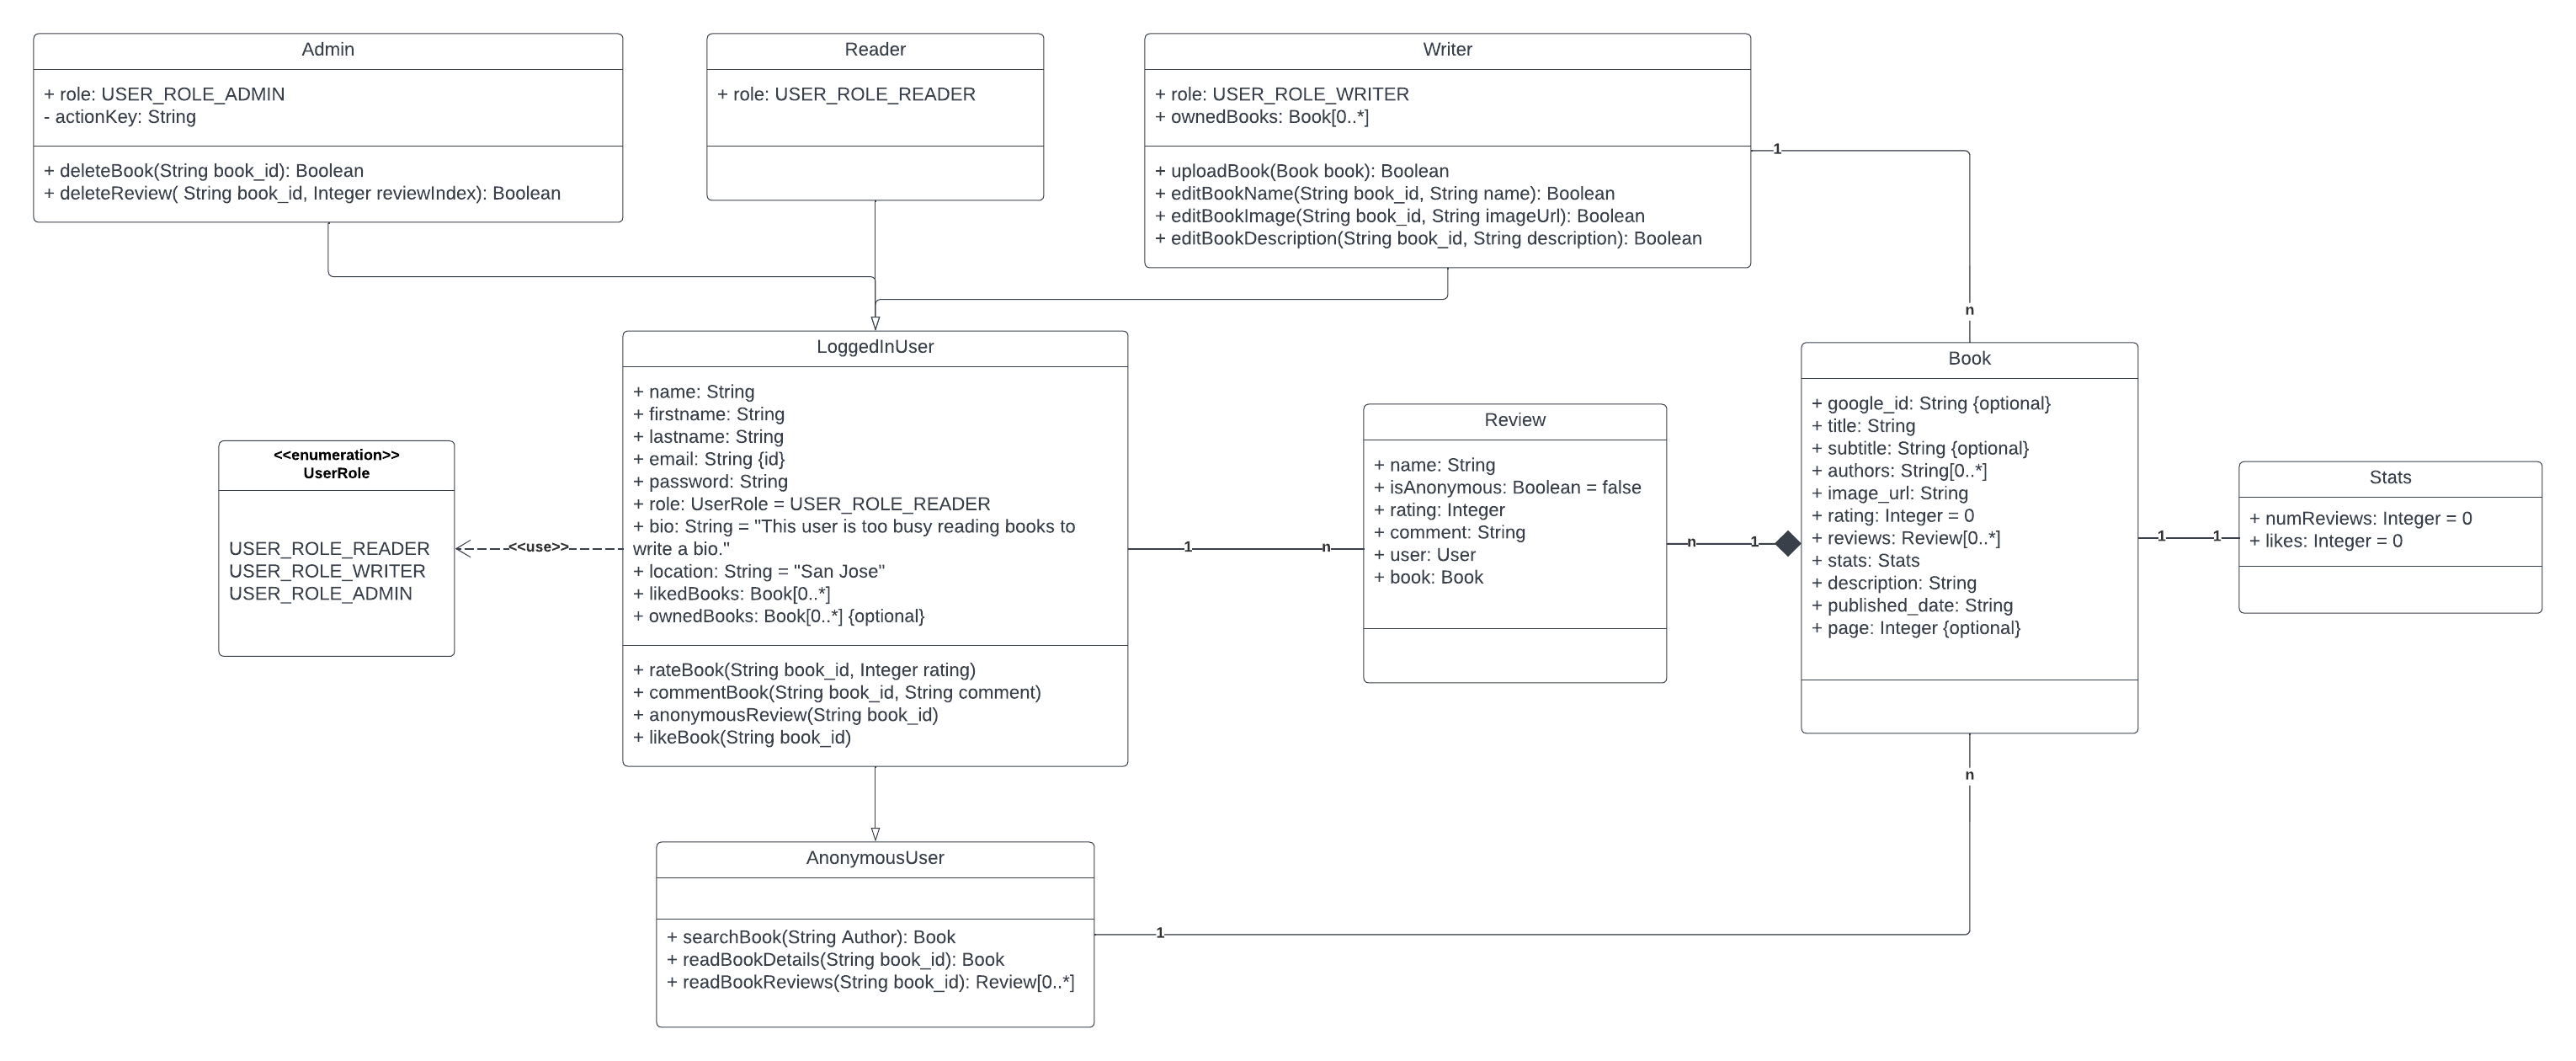 Admin
+ role: USER_ROLE_ADMIN
- actionKey: String
+ deleteBook(String book_id): Boolean
+ deleteReview( String book_id, Integer reviewIndex): Boolean
Reader
+ role: USER_ROLE_READER
Writer
+ role: USER_ROLE_WRITER
+ ownedBooks: Book[0..*]
+ uploadBook(Book book): Boolean
+ editBookName(String book_id, String name): Boolean
+ editBookImage(String book_id, String imageUrl): Boolean
+ editBookDescription(String book_id, String description): Boolean
1
n
<<enumeration>>
UserRole
USER_ROLE_READER
USER_ROLE_WRITER
USER_ROLE_ADMIN
<<use>>
LoggedInUser
+ name: String
+ firstname: String
+ lastname: String
+ email: String {id}
+ password: String
+ role: UserRole = USER_ROLE_READER
+ bio: String = "This user is too busy reading books to
write a bio."
+ location: String = "San Jose"
+ likedBooks: Book[0..*]
+ ownedBooks: Book[0..*] {optional}
+ rateBook(String book_id, Integer rating)
+ commentBook(String book_id, String comment)
+ anonymousReview(String book_id)
+ likeBook(String book_id)
1
n
Review
+ name: String
+ isAnonymous: Boolean = false
+ rating: Integer
+ comment: String
+ user: User
+ book: Book
n
1
Book
+ google_id: String {optional}
+ title: String
+ subtitle: String {optional}
+ authors: String[0..*]
+ image_url: String
+ rating: Integer = 0
+ reviews: Review[0..*]
+ stats: Stats
+ description: String
+ published_date: String
+ page: Integer {optional}
1
1
Stats
+ numReviews: Integer = 0
+ likes: Integer = 0
n
AnonymousUser
+ searchBook(String Author): Book
+ readBookDetails(String book_id): Book
+ readBookReviews(String book_id): Review[0..*]
1